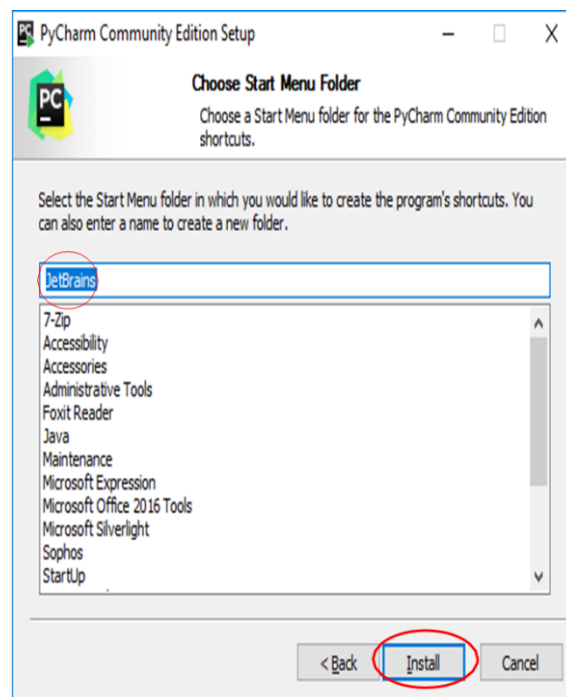 PC PyCharm Community Edition Setup
PC
Choose Start Menu Folder
Choose a Start Menu folder for the PyCharm Community Edition
shortcuts.
Select the Start Menu folder in which you would like to create the program's shortcuts. You
can also enter a name to create a new folder.
JetBrains
7-Zip
Accessibility
Accessories
Administrative Tools
Foxit Reader
Java
Maintenance
Microsoft Expression
Microsoft Office 2016 Tools
Microsoft Silverlight
Sophos
StartUp
< Back Install Cancel